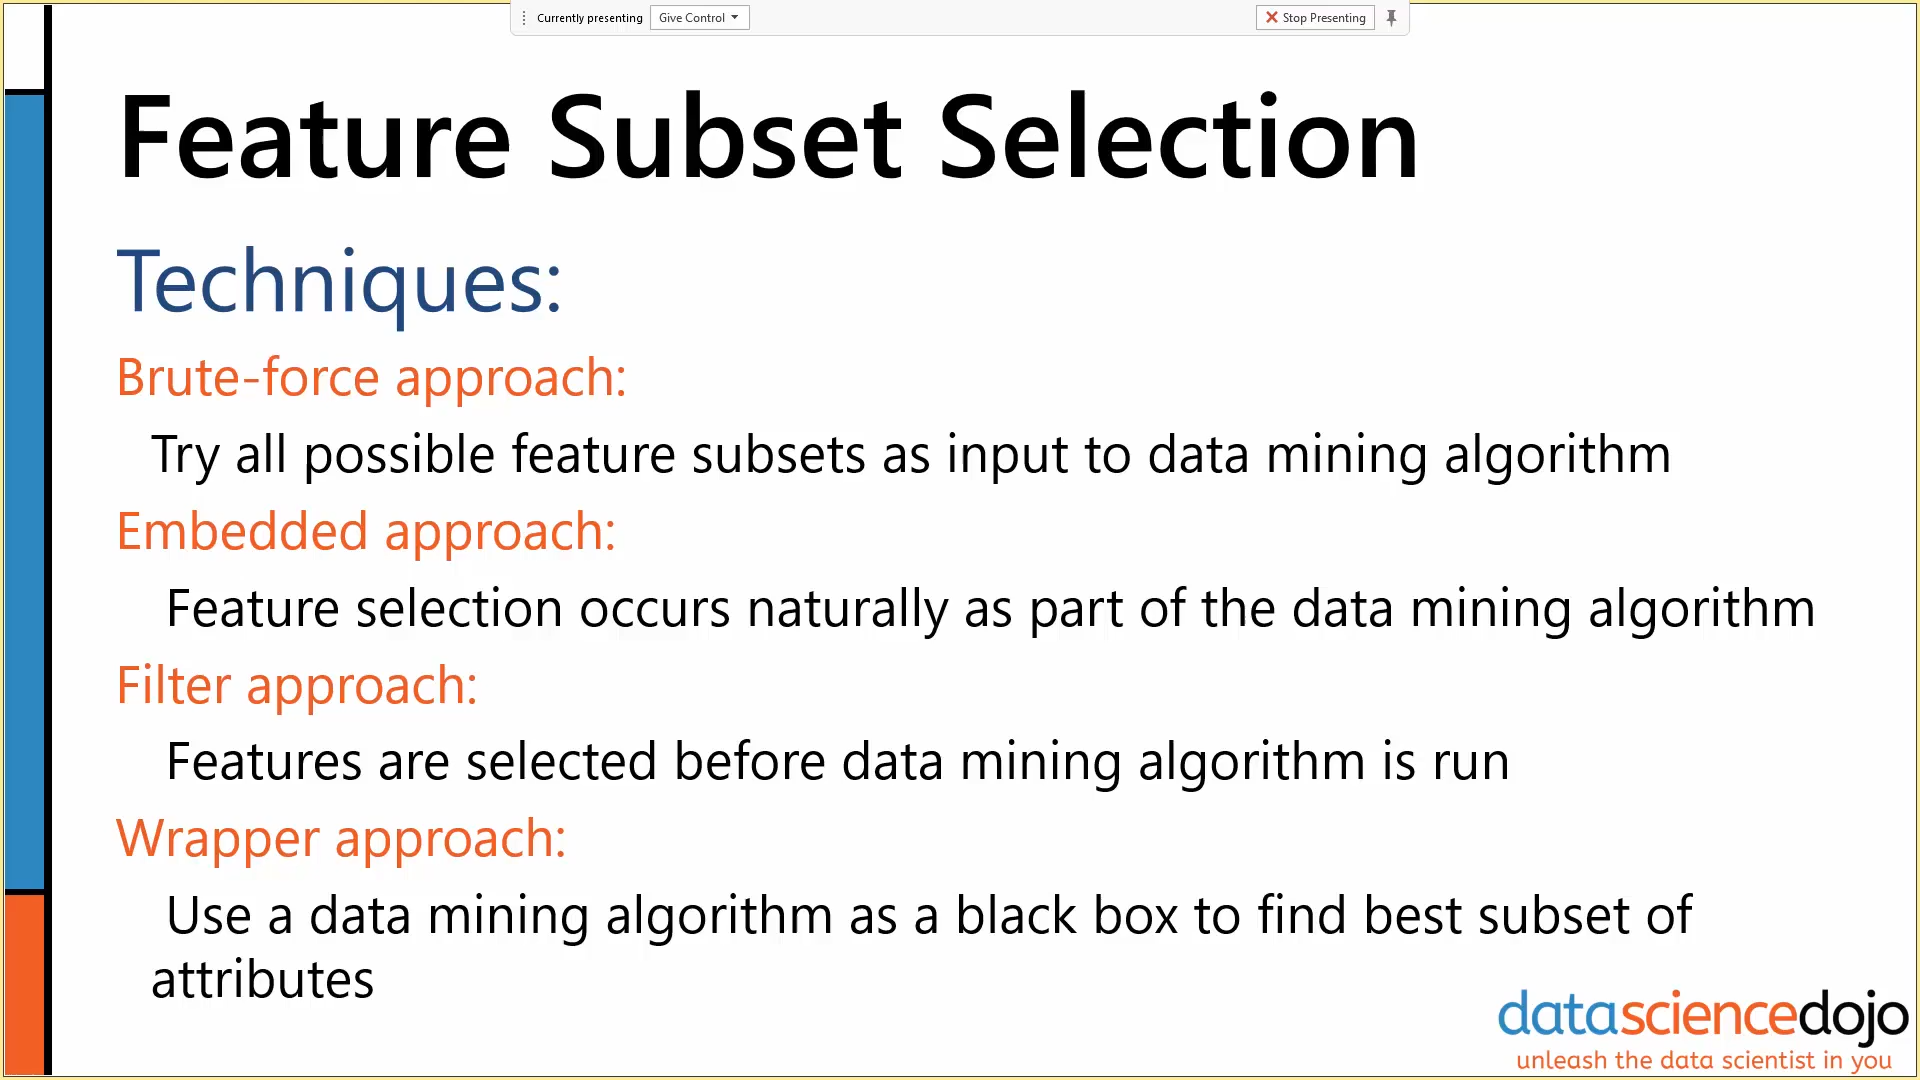 Currently presenting Give Control Stop Presenting
Feature Subset Selection
Techniques:
Brute-force approach:
Try all possible feature subsets as input to data mining algorithm
Embedded approach:
Feature selection occurs naturally as part of the data mining algorithm
Filter approach:
Features are selected before data mining algorithm is run
Wrapper approach:
Use a data mining algorithm as a black box to find best subset of
attributes
datasciencedojo
unleash the data scientist in you